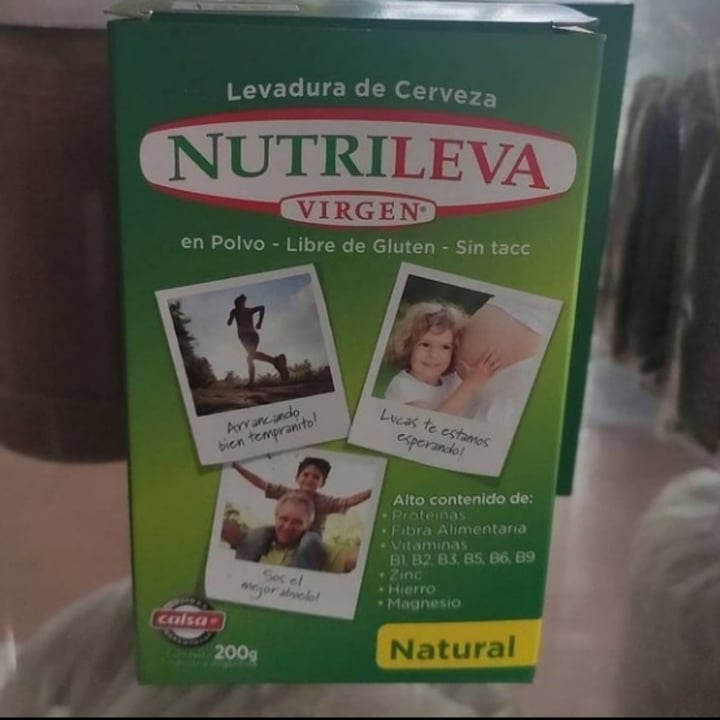 Levadura de Cerveza
NUTRILEVA
VIRGEN®
en Polvo - Libre de Gluten - Sin tacc
Arrancando
bien tempranito!
Lucas te estamos
esperando!
Sos el
mejor abuelo!
Alto contenido de:
• Proteínas
• Fibra Alimentaria
• Vitaminas
B1, B2, B3, B5, B6, B9
• Zinc
• Hierro
• Magnesio
calsa
200g
Natural